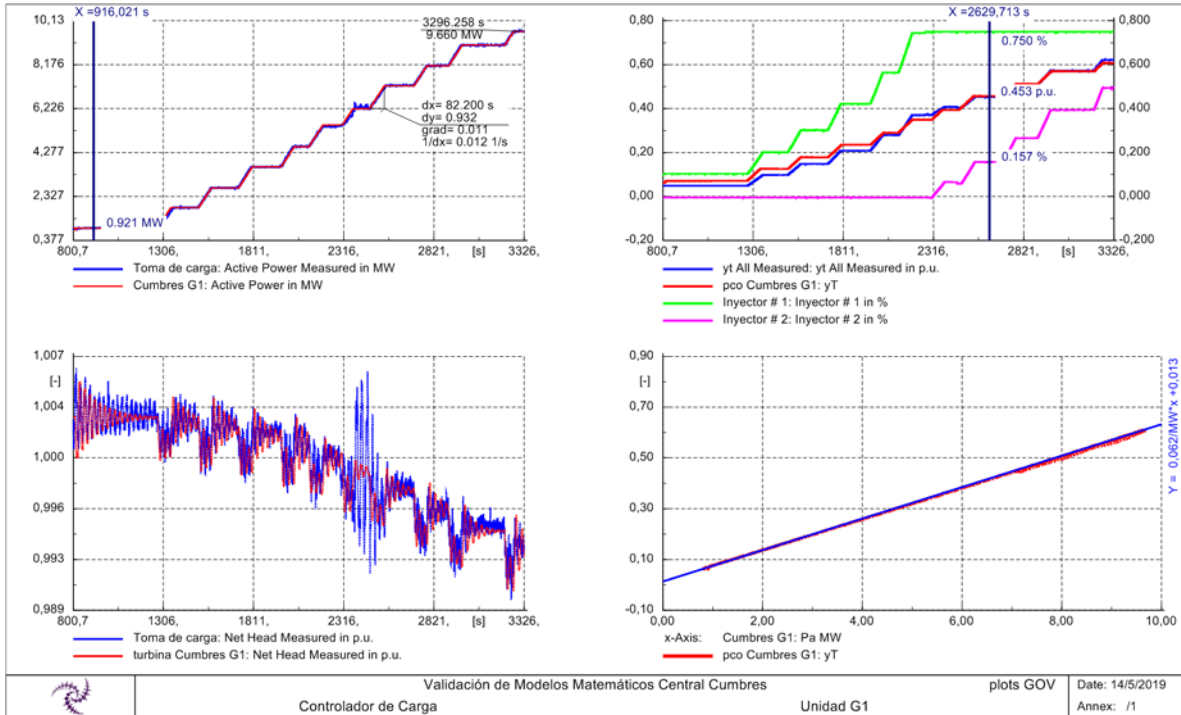 X =916,021 s
10,13
8,176
6,226
4,277
2,327
0,377
3296.258 s
9.660 MW
dx= 82.200 s
dy= 0.932
grad= 0.011
1/dx= 0.012 1/s
0.921 MW
800,7 1306, 1811, 2316, 2821, [s] 3326,
Toma de carga: Active Power Measured in MW
Cumbres G1: Active Power in MW
X =2629,713 s
0,80
0,60
0,40
0,20
0,00
-0,20
0,800
0,600
0,400
0,200
0,000
-0,200
0.750 %
0.453 p.u.
0.157 %
800,7 1306, 1811, 2316, 2821, [s] 3326,
yt All Measured: yt All Measured in p.u.
pco Cumbres G1: yT
Inyector # 1: Inyector # 1 in %
Inyector # 2: Inyector # 2 in %
1,007
[-]
1,004
1,000
0,996
0,993
0,989
800,7 1306, 1811, 2316, 2821, [s] 3326,
Toma de carga: Net Head Measured in p.u.
turbina Cumbres G1: Net Head Measured in p.u.
0,90
[-]
0,70
0,50
0,30
0,10
-0,10
0,00 2,00 4,00 6,00 8,00 10,00
Y = 0,062/MW*x +0,013
x-Axis: Cumbres G1: Pa MW
pco Cumbres G1: yT
Validación de Modelos Matemáticos Central Cumbres
plots GOV
Date: 14/5/2019
Controlador de Carga
Unidad G1
Annex: /1